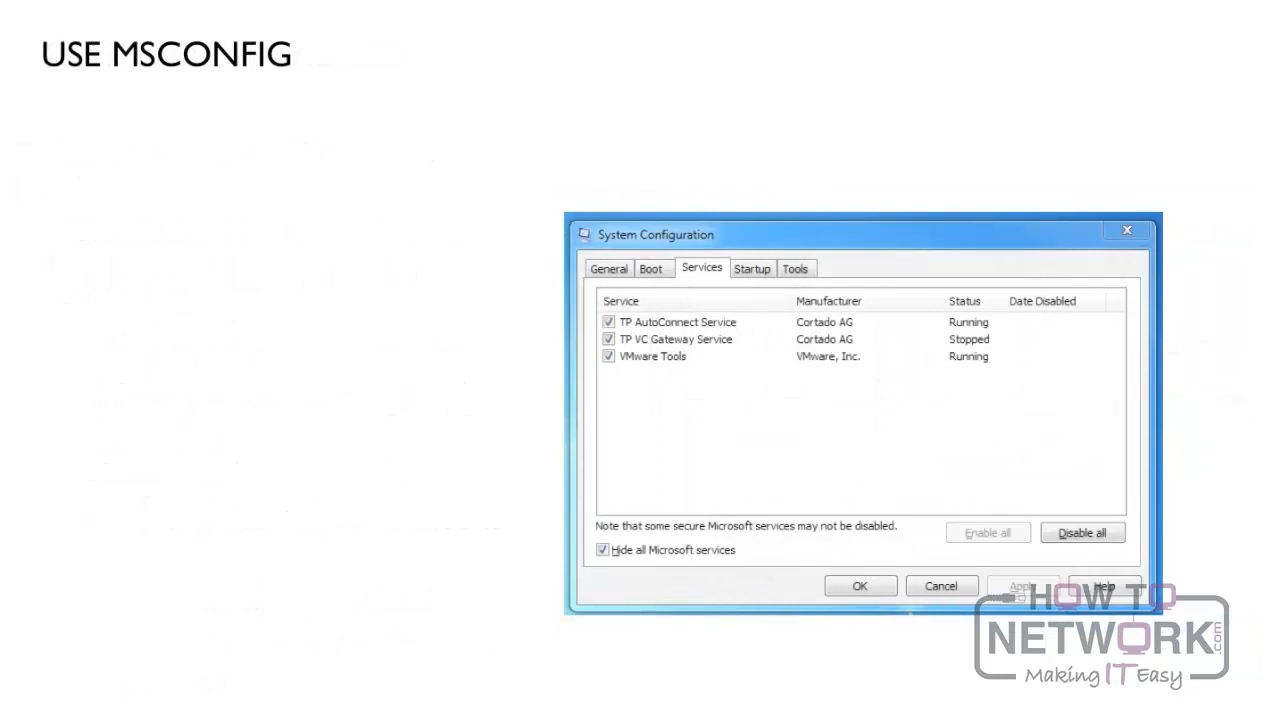 USE MSCONFIG
System Configuration
General Boot Services Startup Tools
Service Manufacturer Status Date Disabled
TP AutoConnect Service Cortado AG Running
TP VC Gateway Service Cortado AG Stopped
VMware Tools VMware, Inc. Running
Note that some secure Microsoft services may not be disabled.
Enable all Disable all
Hide all Microsoft services
OK Cancel Apply Help
HOW TO
NETWORK.com
Making IT Easy